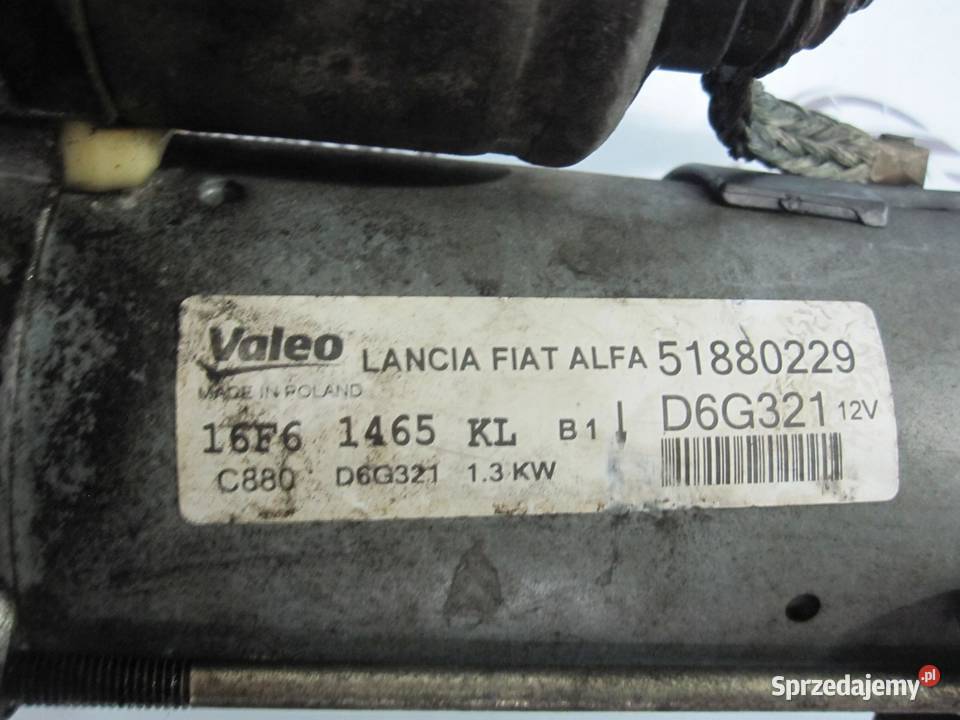 Valeo LANCIA FIAT ALFA 51880229
MADE IN POLAND
16F6 1465 KL B1 D6G321 12V
C880 D6G321 1.3 KW
Sprzedajemy.pl